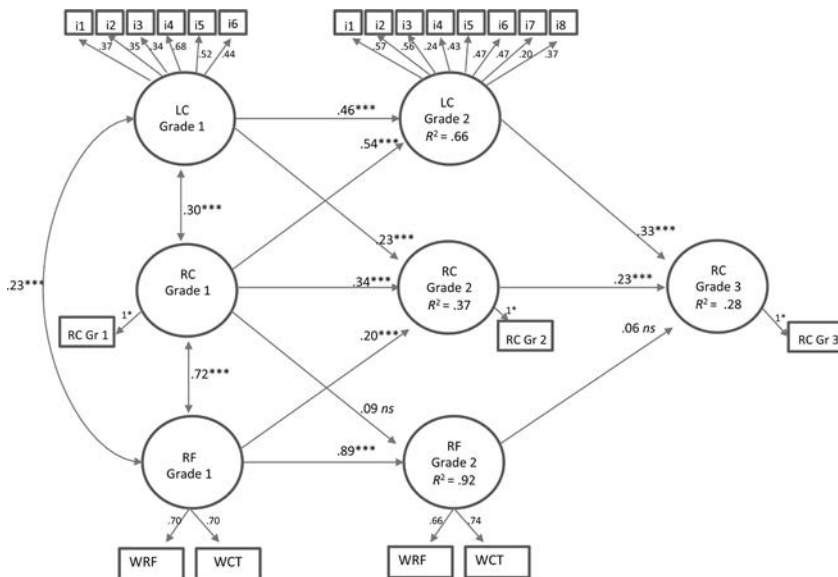 i1 i2 i3 i4 i5 i6
i1 i2 i3 i4 i5 i6 i7 i8
.37 .35 .34 .68 .52 .44
.57 .56 .24 .43 .47 .47 .20 .37
LC
Grade 1
.46***
LC
Grade 2
R² = .66
.54***
.30***
.23***
.33***
.23***
RC
Grade 1
.34***
RC
Grade 2
R² = .37
.23***
RC
Grade 3
R² = .28
1*
RC Gr 1
1*
RC Gr 2
1*
RC Gr 3
.20***
.06 ns
.72***
.09 ns
RF
Grade 1
.89***
RF
Grade 2
R² = .92
.70 .70
.66 .74
WRF WCT
WRF WCT